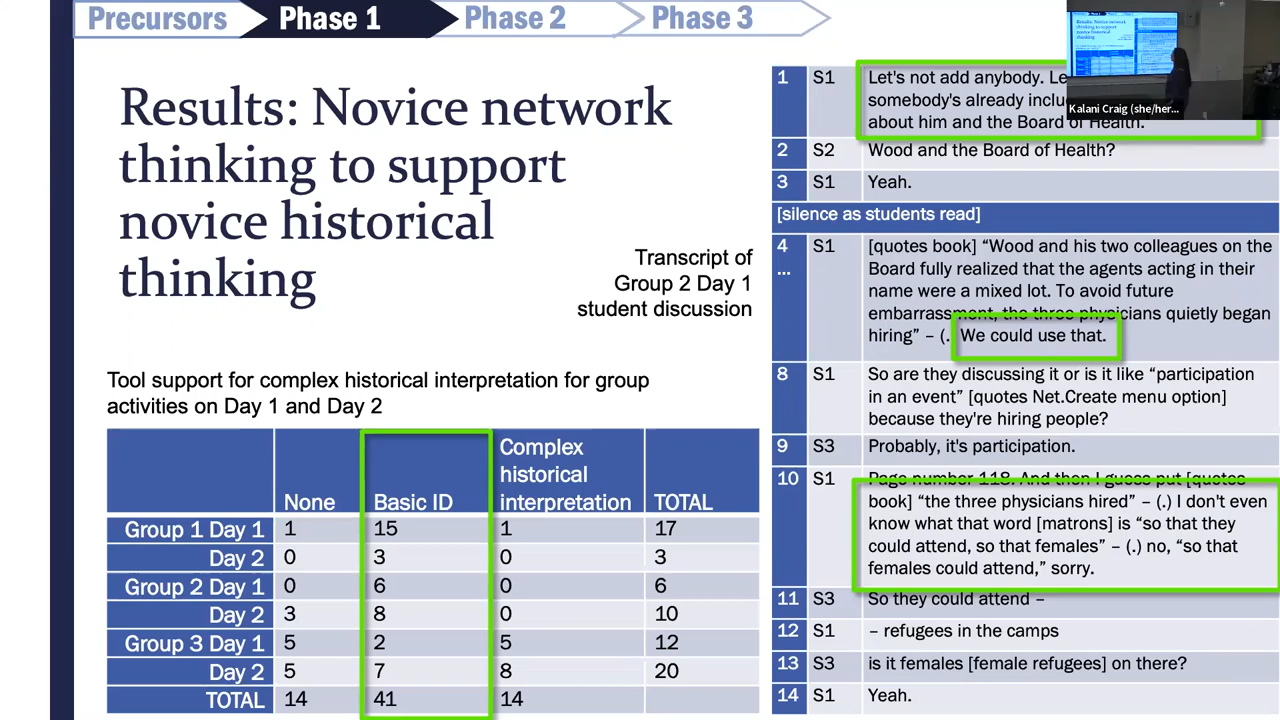 Precursors Phase 1 Phase 2 Phase 3
Results: Novice network
thinking to support
novice historical
thinking
Transcript of
Group 2 Day 1
student discussion
Tool support for complex historical interpretation for group
activities on Day 1 and Day 2
None Basic ID Complex historical interpretation TOTAL
Group 1 Day 1 1 15 1 17
Day 2 0 3 0 3
Group 2 Day 1 0 6 0 6
Day 2 3 8 0 10
Group 3 Day 1 5 2 5 12
Day 2 5 7 8 20
TOTAL 14 41 14
1 S1 Let's not add anybody.
somebody's already
about him and the Board of Health.
2 S2 Wood and the Board of Health?
3 S1 Yeah.
[silence as students read]
4 S1 [quotes book] “Wood and his two colleagues on the
... Board fully realized that the agents acting in their
name were a mixed lot. To avoid future
embarrassment, the three physicians quietly began
hiring” – (. We could use that.
8 S1 So are they discussing it or is it like “participation
in an event” [quotes Net.Create menu option]
because they're hiring people?
9 S3 Probably, it's participation.
10 S1 Page number 118. And then I guess put [quotes
book] “the three physicians hired” – (.) I don't even
know what that word [matrons] is “so that they
could attend, so that females” – (.) no, “so that
females could attend,” sorry.
11 S3 So they could attend –
12 S1 – refugees in the camps
13 S3 is it females [female refugees] on there?
14 S1 Yeah.
Kalani Craig (she/her...
Results: Novice network
thinking to support
novice historical
thinking